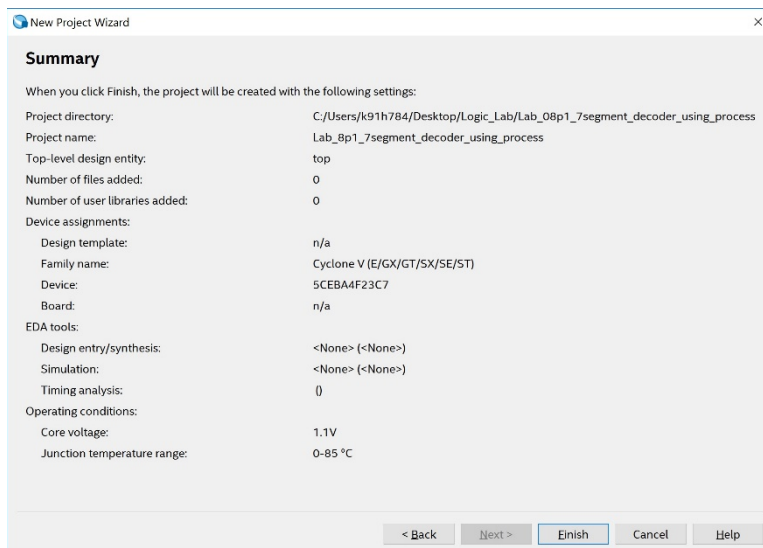 New Project Wizard
Summary
When you click Finish, the project will be created with the following settings:
Project directory: C:/Users/k91h784/Desktop/Logic_Lab/Lab_08p1_7segment_decoder_using_process
Project name: Lab_8p1_7segment_decoder_using_process
Top-level design entity: top
Number of files added: 0
Number of user libraries added: 0
Device assignments:
Design template: n/a
Family name: Cyclone V (E/GX/GT/SX/SE/ST)
Device: 5CEBA4F23C7
Board: n/a
EDA tools:
Design entry/synthesis: <None> (<None>)
Simulation: <None> (<None>)
Timing analysis: ()
Operating conditions:
Core voltage: 1.1V
Junction temperature range: 0-85 °C
< Back Next > Finish Cancel Help